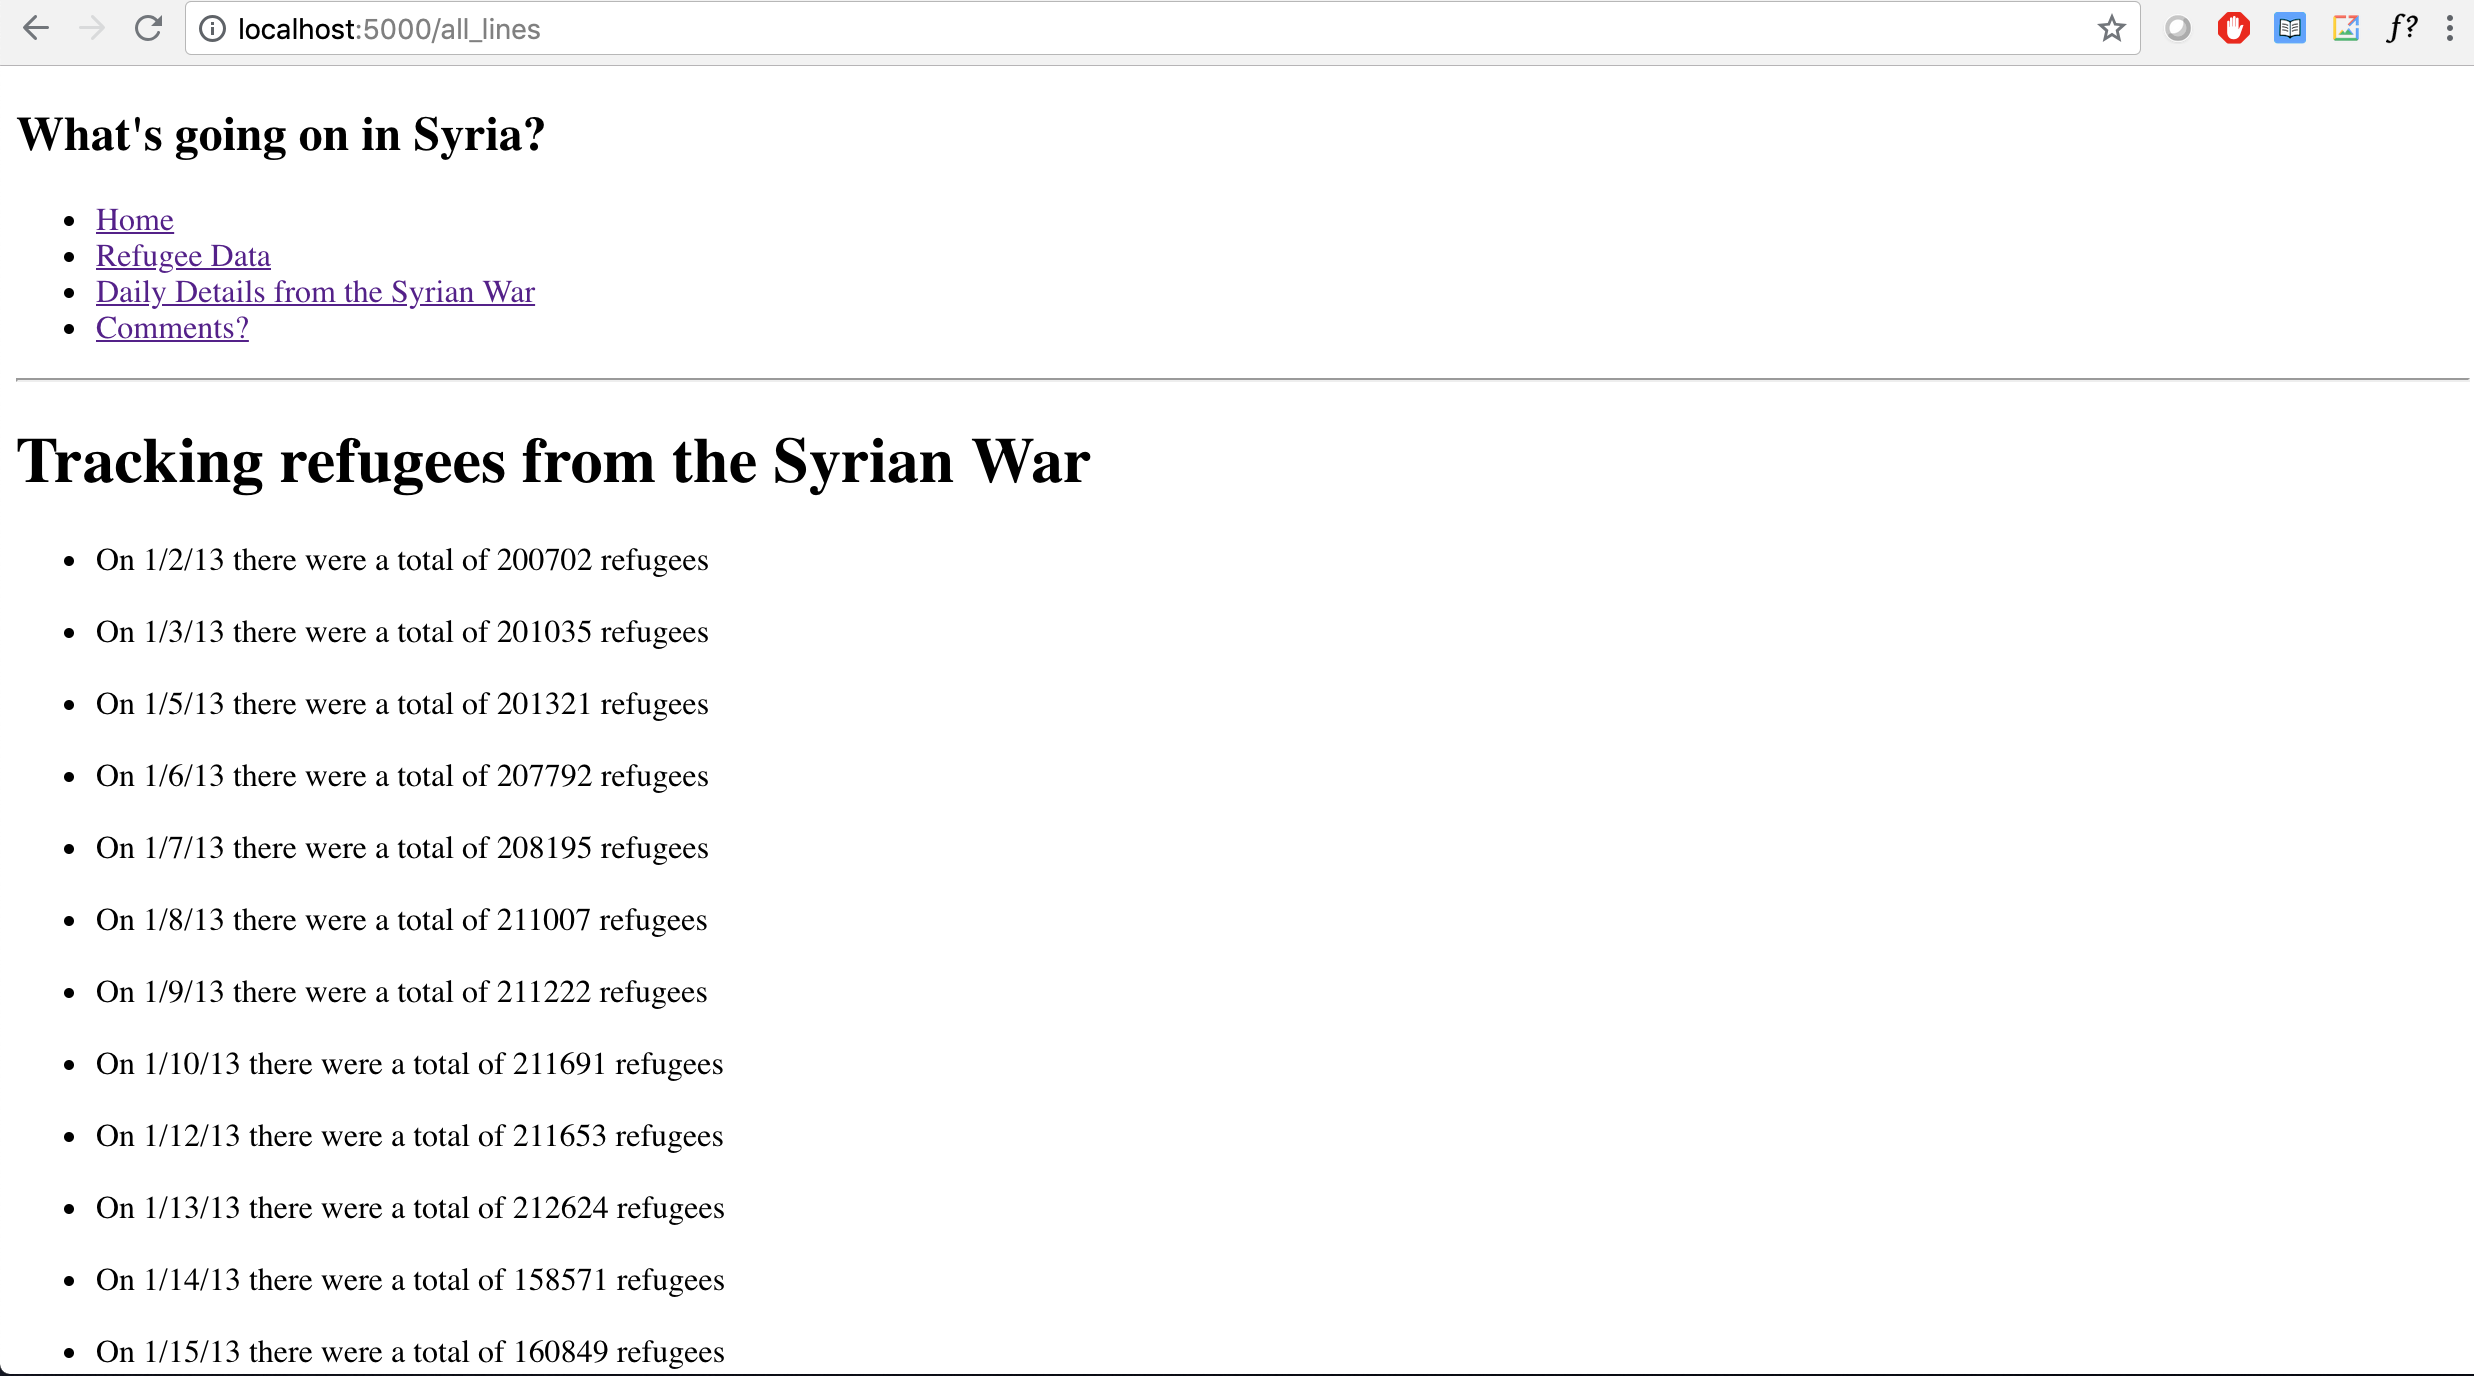 localhost:5000/all_lines
f?
What's going on in Syria?
Home
Refugee Data
Daily Details from the Syrian War
Comments?
Tracking refugees from the Syrian War
On 1/2/13 there were a total of 200702 refugees
On 1/3/13 there were a total of 201035 refugees
On 1/5/13 there were a total of 201321 refugees
On 1/6/13 there were a total of 207792 refugees
On 1/7/13 there were a total of 208195 refugees
On 1/8/13 there were a total of 211007 refugees
On 1/9/13 there were a total of 211222 refugees
On 1/10/13 there were a total of 211691 refugees
On 1/12/13 there were a total of 211653 refugees
On 1/13/13 there were a total of 212624 refugees
On 1/14/13 there were a total of 158571 refugees
On 1/15/13 there were a total of 160849 refugees